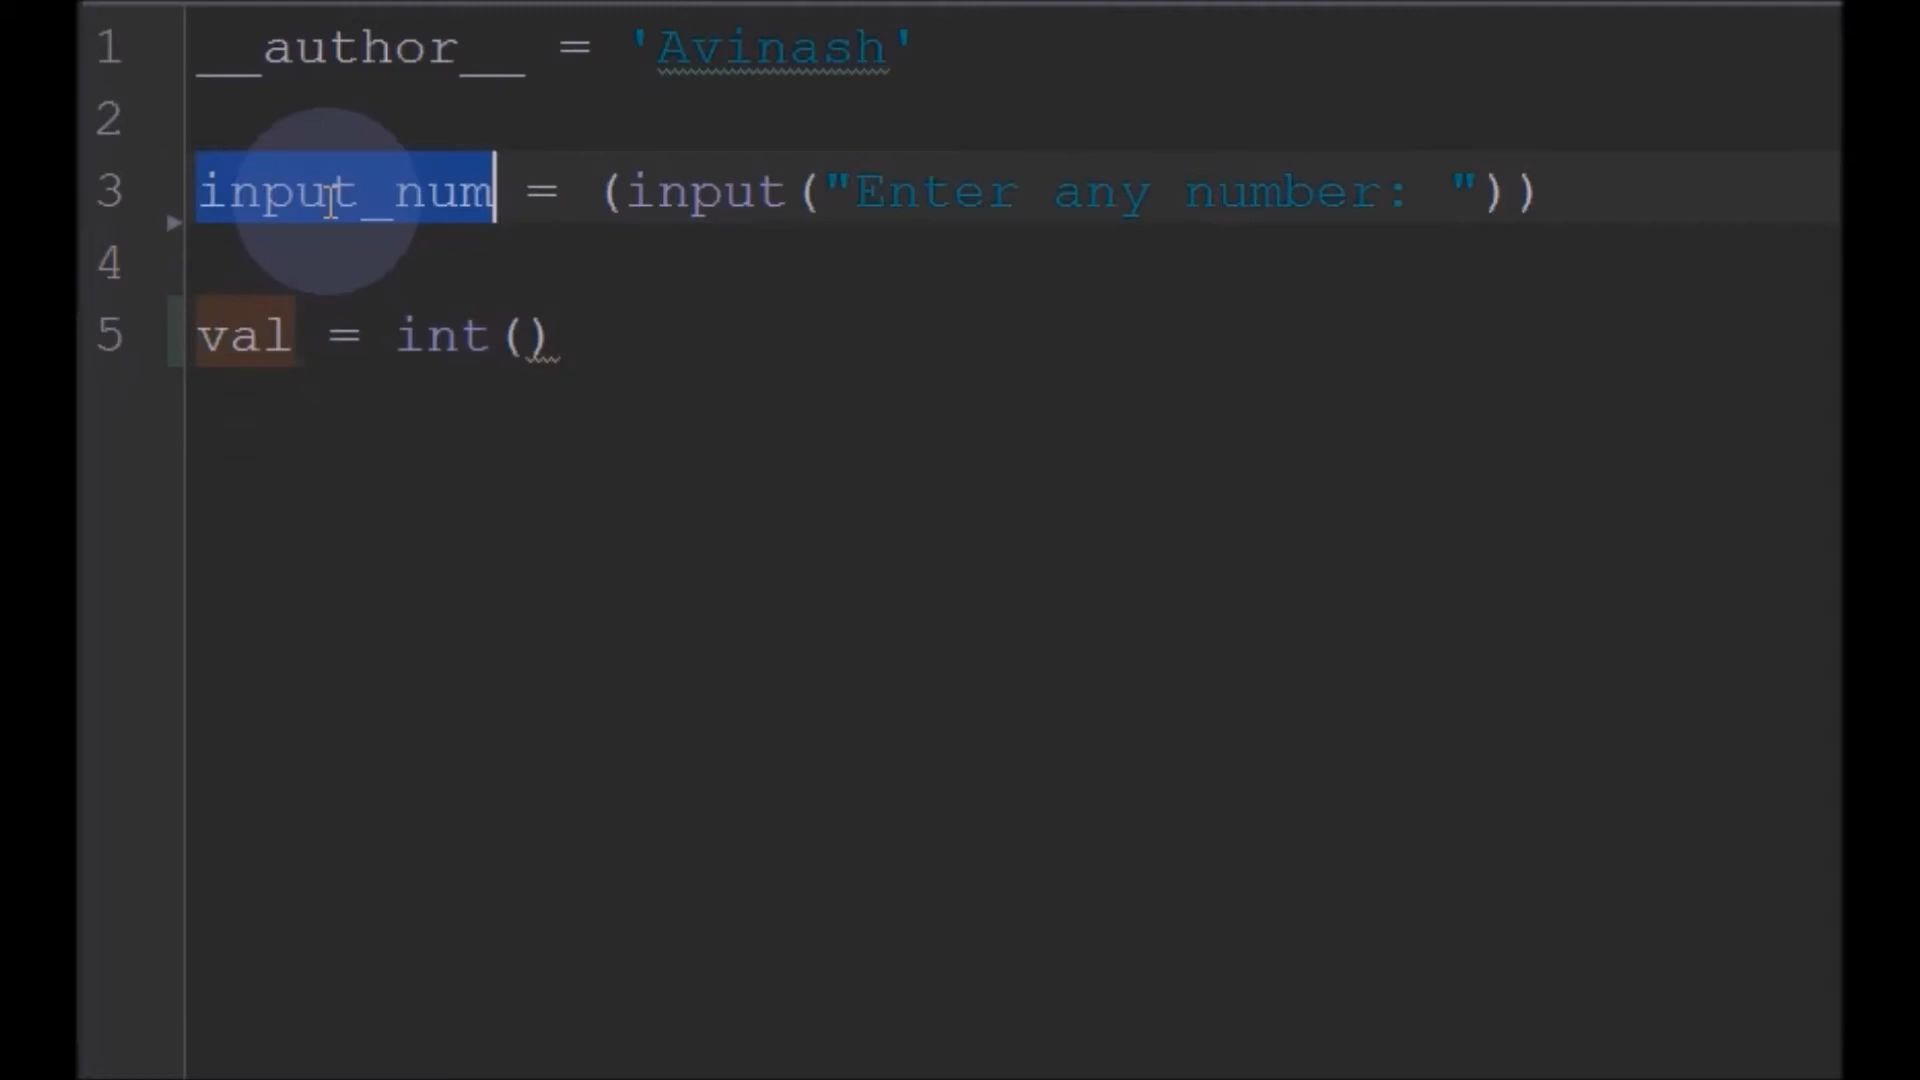 1 __author__ = 'Avinash'
2
3 input_num = (input("Enter any number: "))
4
5 val = int()